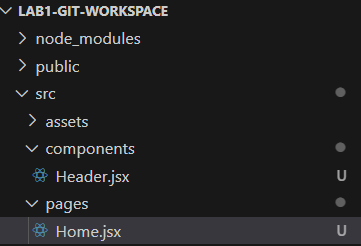 LAB1-GIT-WORKSPACE
node_modules
public
src
assets
components
Header.jsx U
pages
Home.jsx U